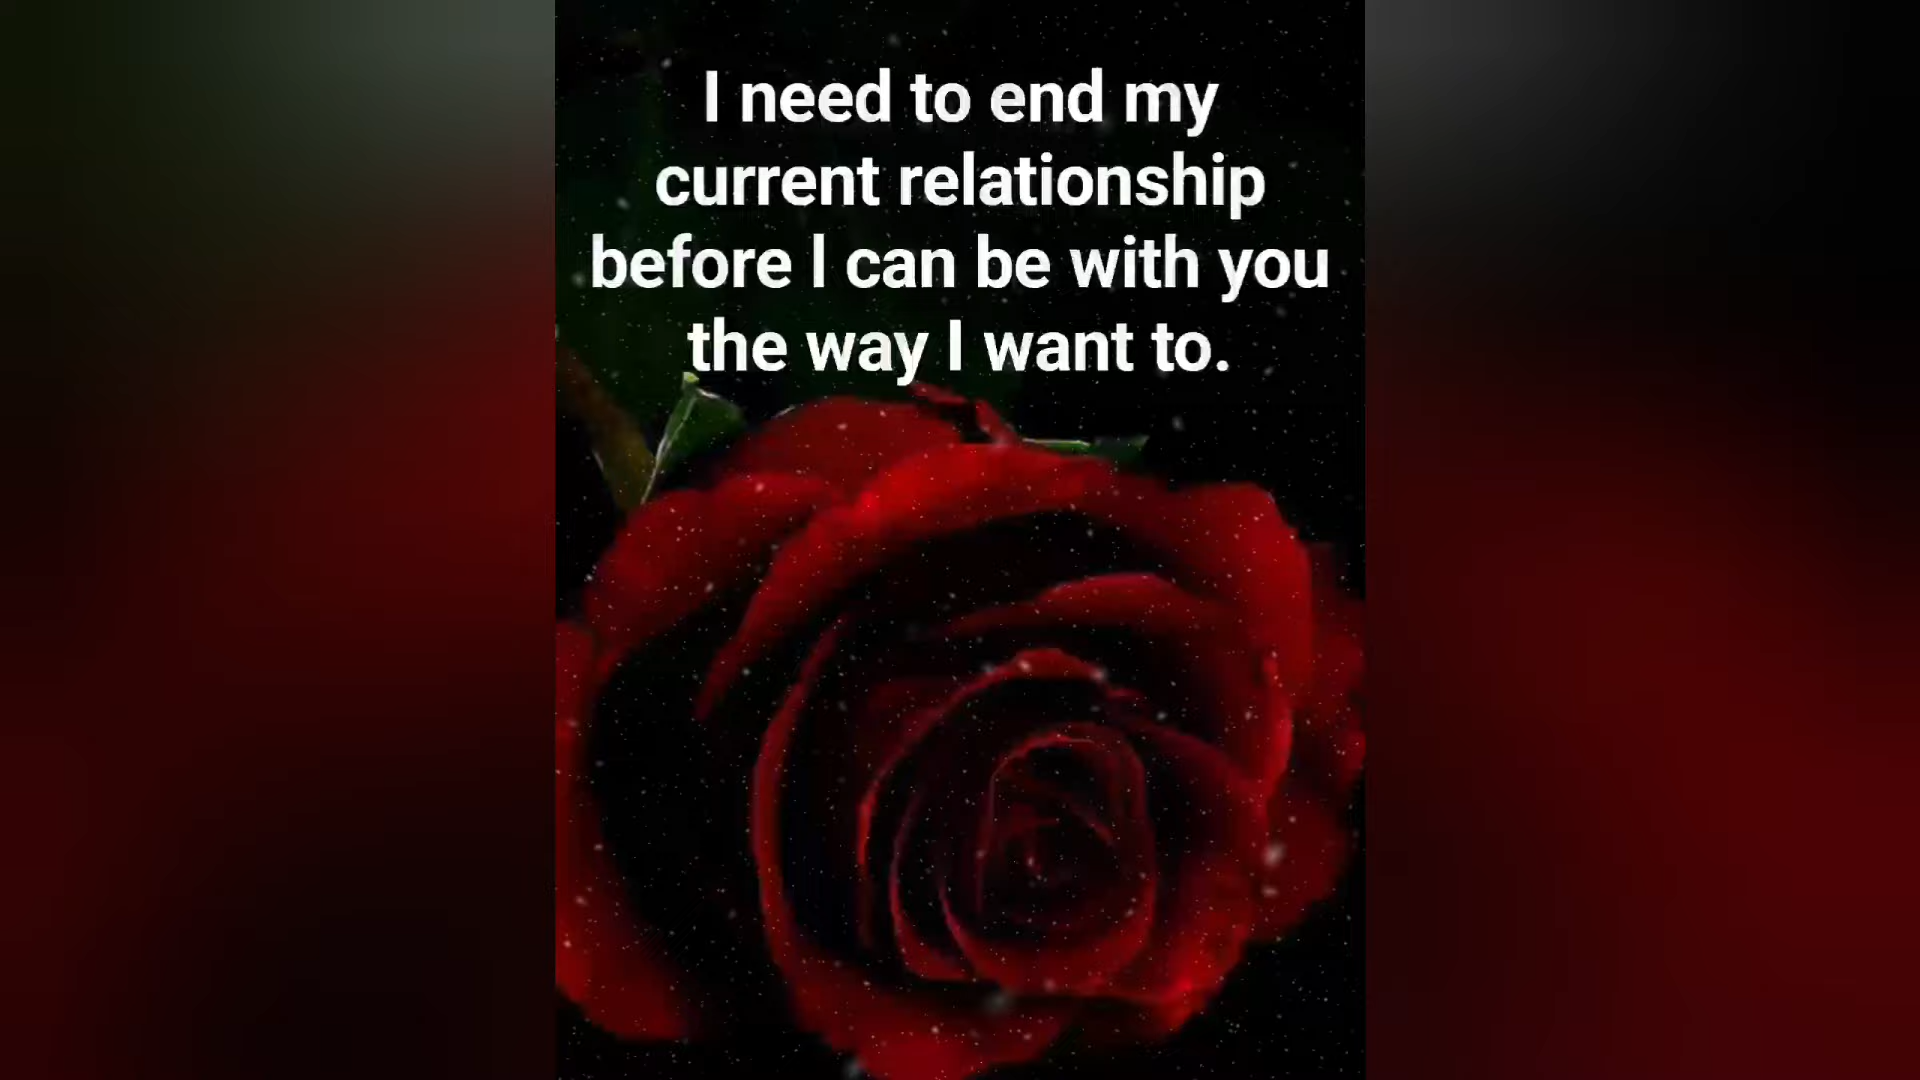 I need to end my
current relationship
before I can be with you
the way I want to.